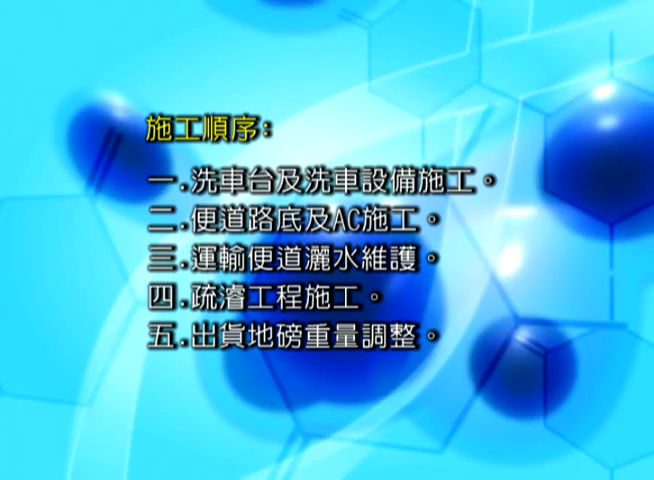 施工順序:
一.洗車台及洗車設備施工。
二.便道路底及AC施工。
三.運輸便道灑水維護。
四.疏濬工程施工。
五.出貨地磅重量調整。